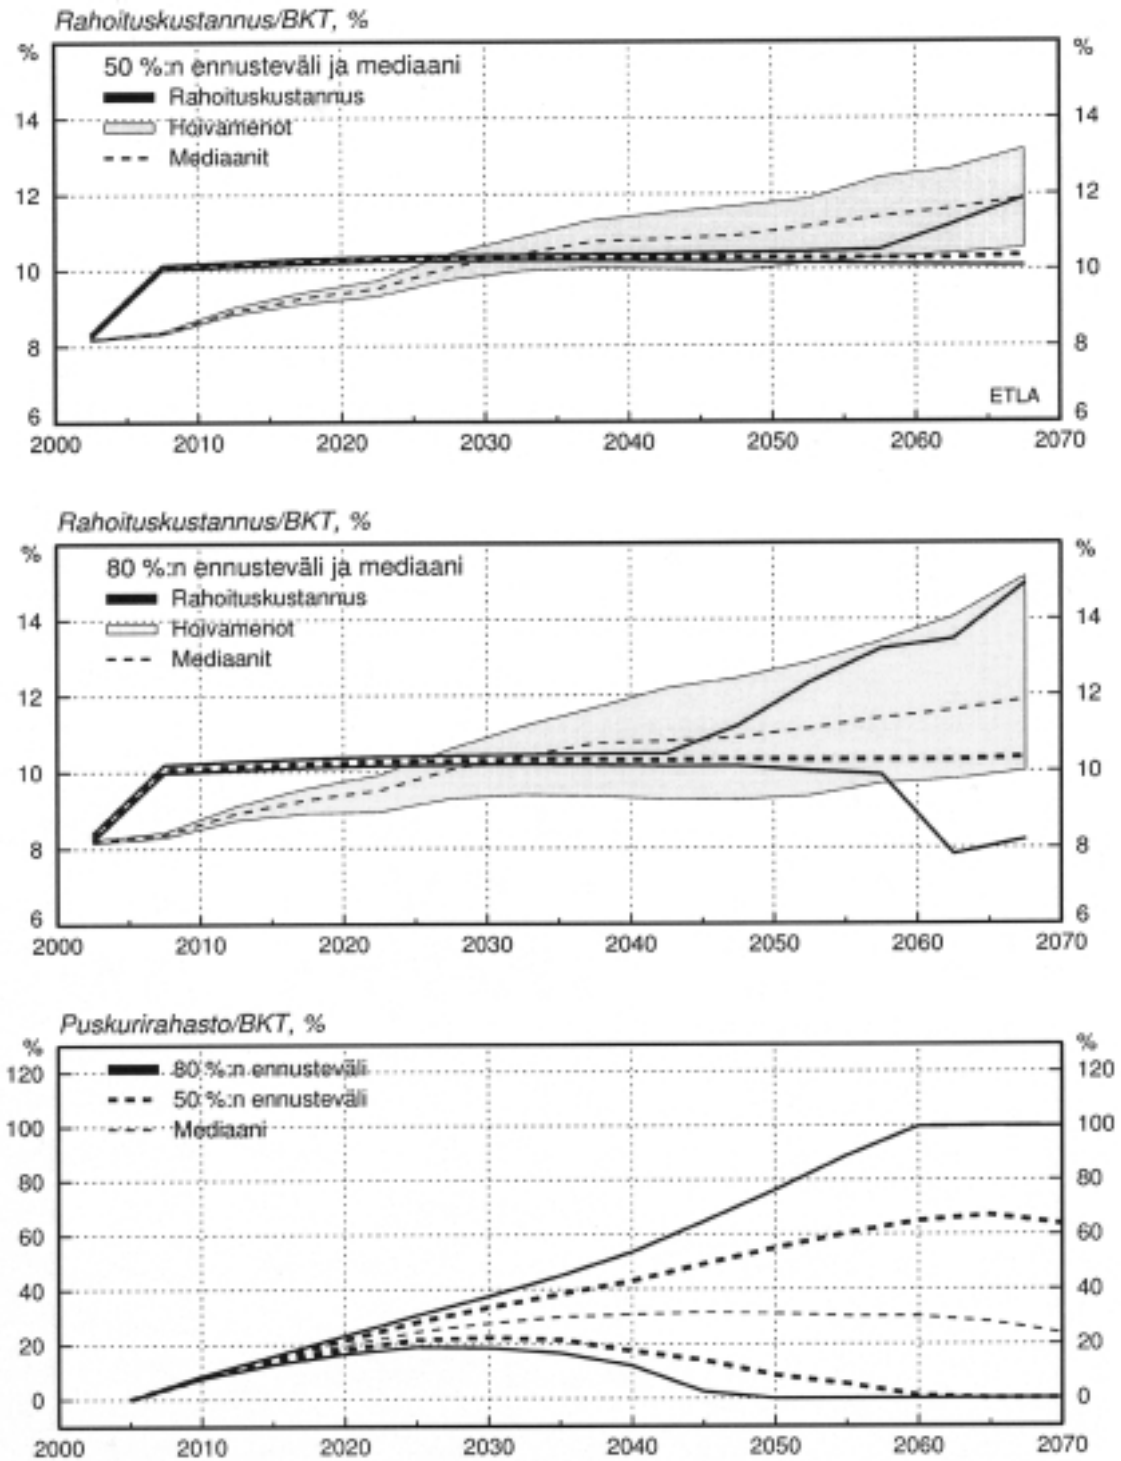 Rahoituskustannus/BKT, %
% %
50 %:n ennusteväli ja mediaani
Rahoituskustannus
14 14
Hoivamenot
Mediaanit
12 12
10 10
8 8
ETLA
6 6
2000 2010 2020 2030 2040 2050 2060 2070
Rahoituskustannus/BKT, %
% %
80 %:n ennusteväli ja mediaani
Rahoituskustannus
14 14
Hoivamenot
Mediaanit
12 12
10 10
8 8
6 6
2000 2010 2020 2030 2040 2050 2060 2070
Puskurirahasto/BKT, %
% %
120 80 %:n ennusteväli 120
50 %:n ennusteväli
100 Mediaani 100
80 80
60 60
40 40
20 20
0 0
2000 2010 2020 2030 2040 2050 2060 2070